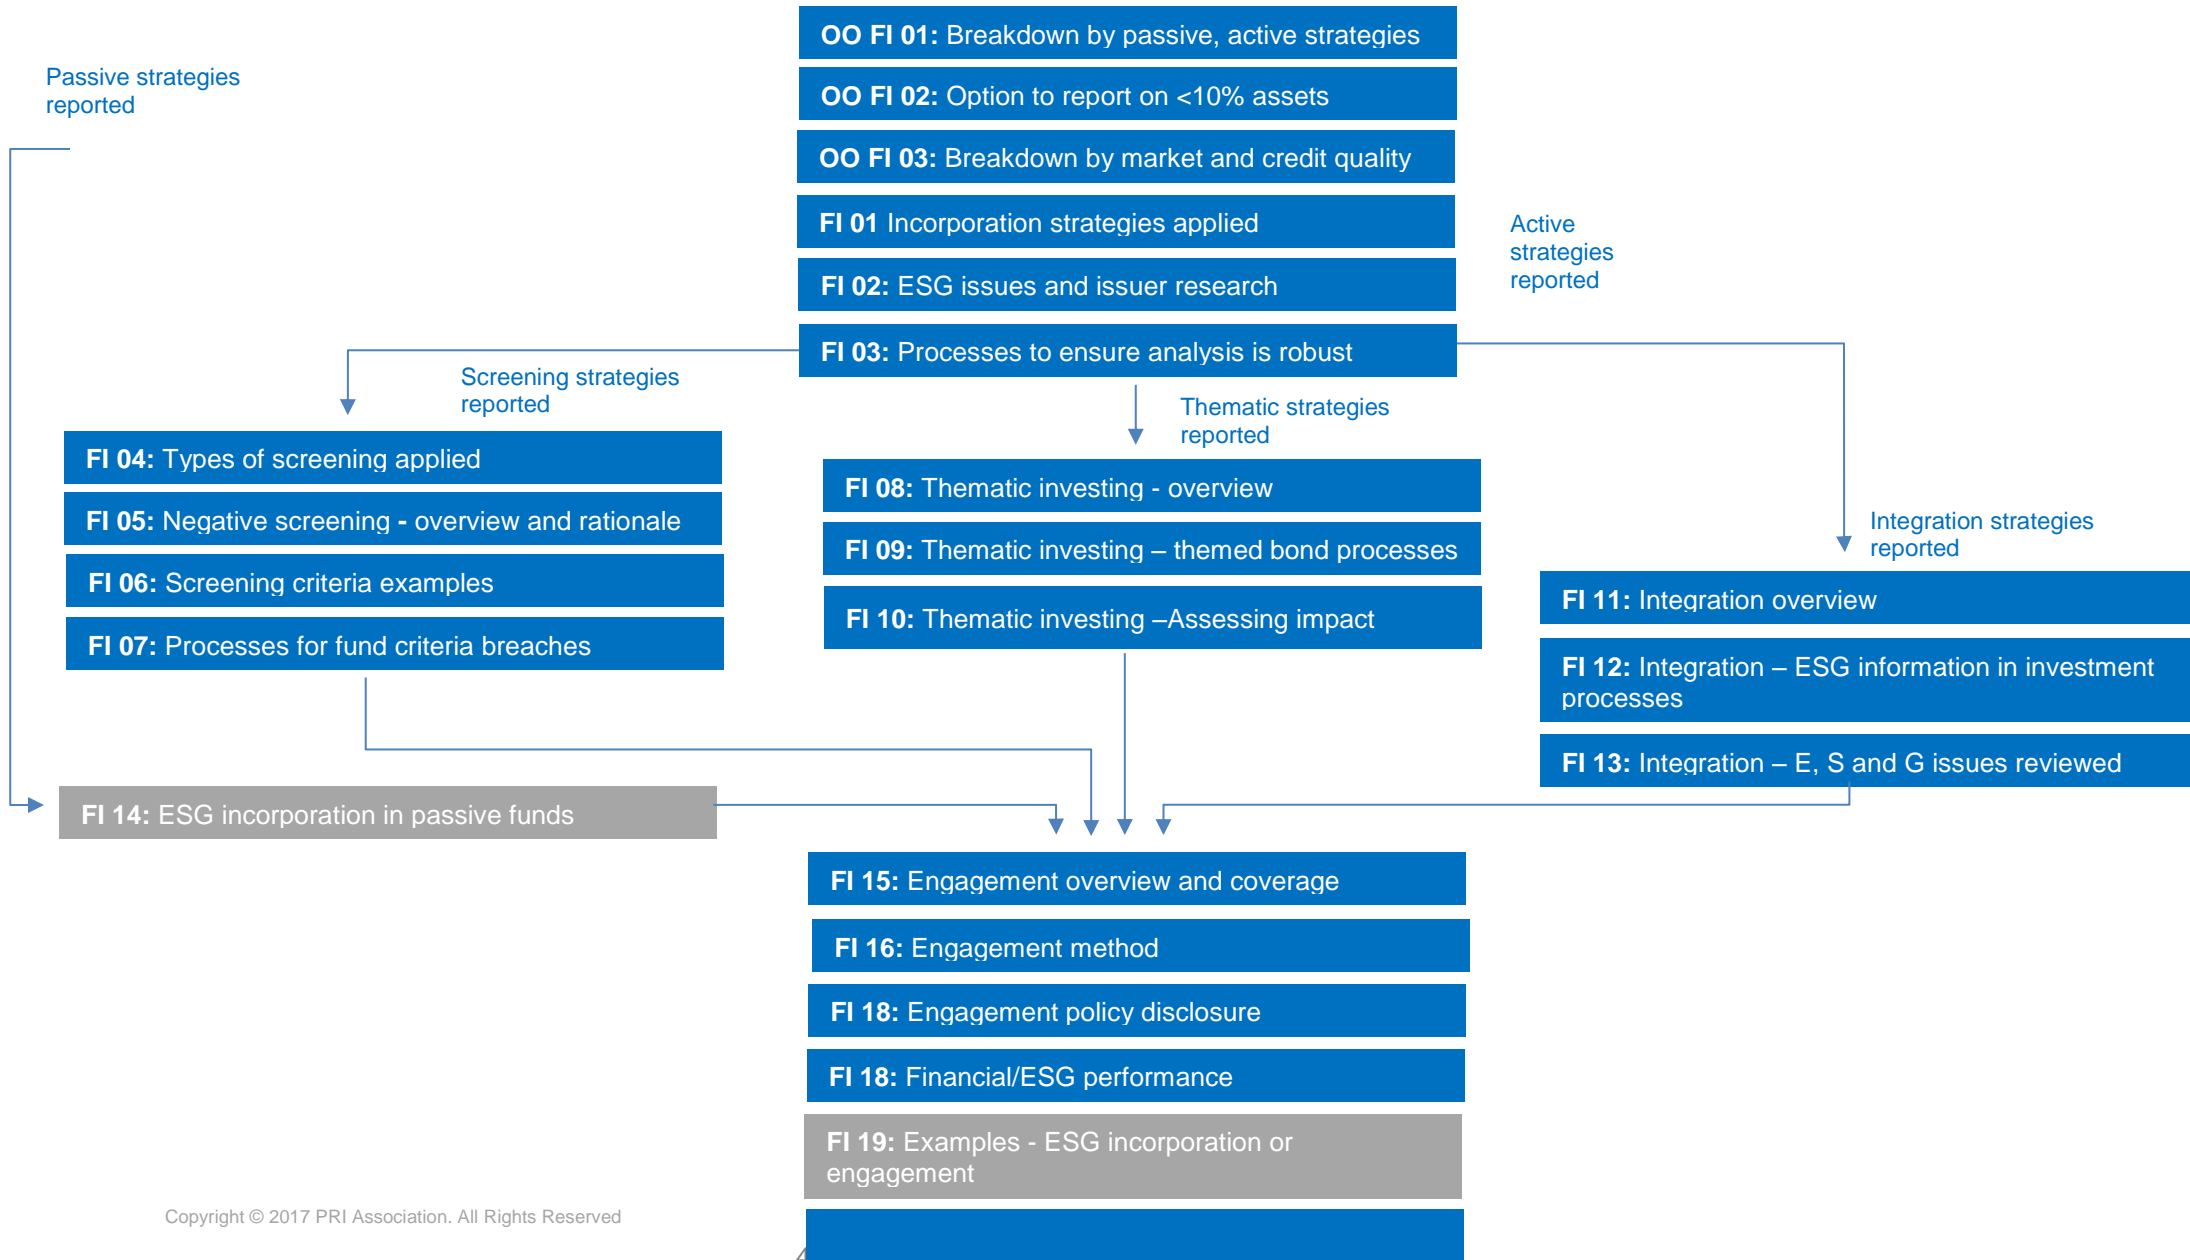 OO FI 01: Breakdown by passive, active strategies
Passive strategies
reported
OO FI 02: Option to report on <10% assets
OO FI 03: Breakdown by market and credit quality
FI 01 Incorporation strategies applied
Active
strategies
reported
FI 02: ESG issues and issuer research
FI 03: Processes to ensure analysis is robust
Screening strategies
reported
Thematic strategies
reported
Integration strategies
reported
FI 04: Types of screening applied
FI 05: Negative screening - overview and rationale
FI 06: Screening criteria examples
FI 07: Processes for fund criteria breaches
FI 08: Thematic investing - overview
FI 09: Thematic investing – themed bond processes
FI 10: Thematic investing –Assessing impact
FI 11: Integration overview
FI 12: Integration – ESG information in investment
processes
FI 13: Integration – E, S and G issues reviewed
FI 14: ESG incorporation in passive funds
FI 15: Engagement overview and coverage
FI 16: Engagement method
FI 18: Engagement policy disclosure
FI 18: Financial/ESG performance
FI 19: Examples - ESG incorporation or
engagement
Copyright © 2017 PRI Association. All Rights Reserved